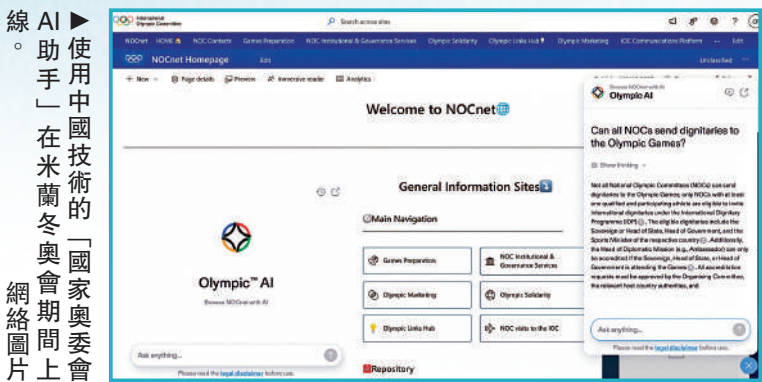 ▶使用中國技術的「國家奧委會
AI助手」在米蘭冬奧會期間上
線。
網絡圖片
International
Olympic Committee
Search across sites
NOCnet HOME NOC Contacts Games Preparation NOC Institutional & Governance Services Olympic Solidarity Olympic Links Hub Olympic Marketing IOC Communications Platform Edit
NOCnet Homepage Edit
Unclassified
+ New Page details Preview Immersive reader Analytics
Welcome to NOCnet
General Information Sites
Main Navigation
Games Preparation
NOC Institutional &
Governance Services
Olympic Marketing
Olympic Solidarity
Olympic Links Hub
NOC visits to the IOC
Repository
Olympic™ AI
Browse NOCnet with AI
Ask anything...
Please read the legal disclaimer before use.
Browse NOCnet with AI
Olympic AI
Can all NOCs send dignitaries to
the Olympic Games?
Show thinking
Not all National Olympic Committees (NOCs) can send
dignitaries to the Olympic Games; only NOCs with at least
one qualified and participating athlete are eligible to invite
international dignitaries under the International Dignitary
Programme (IDP). The eligible dignitaries include the
Sovereign or Head of State, Head of Government, and the
Sports Minister of the respective country. Additionally,
the Head of Diplomatic Mission (e.g., Ambassador) can only
be accredited if the Sovereign, Head of State, or Head of
Government is attending the Games. All accreditation
requests must be approved by the Organising Committee,
the relevant host country authorities, and
Ask anything...
Please read the legal disclaimer before use.